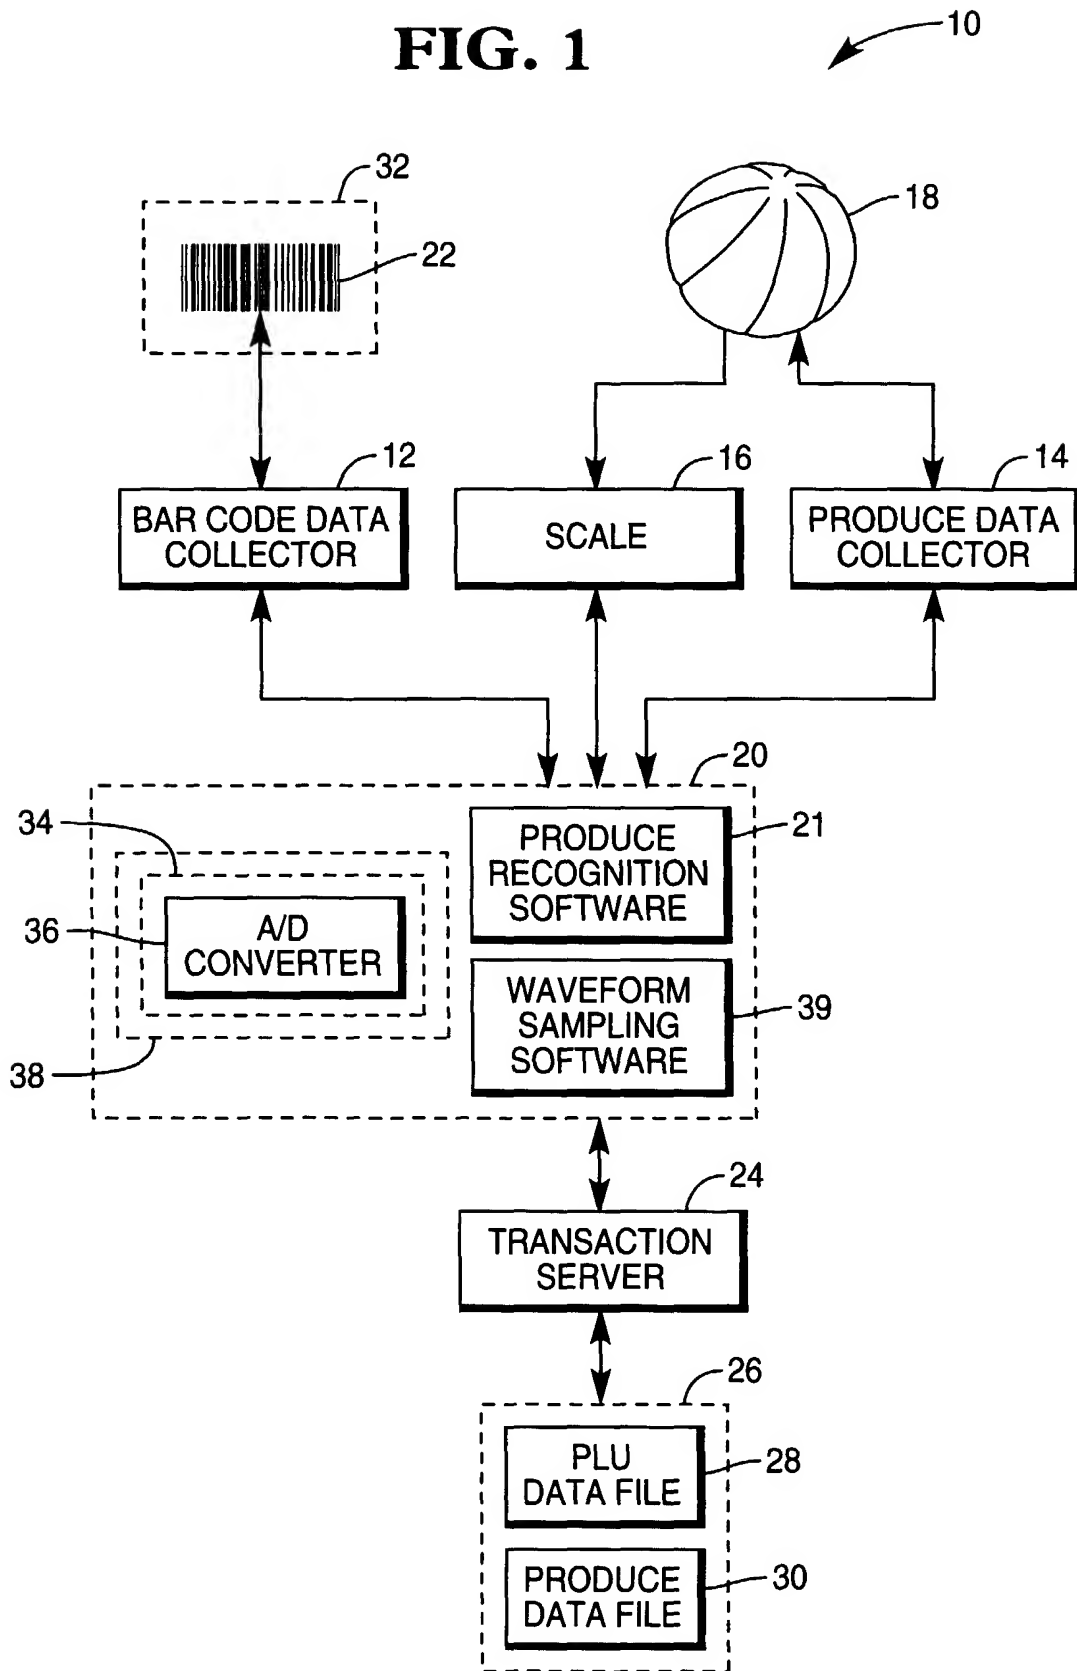 FIG. 1
10
32
22
18
12
16
14
BAR CODE DATA
COLLECTOR
SCALE
PRODUCE DATA
COLLECTOR
20
34
36
A/D
CONVERTER
38
PRODUCE
RECOGNITION
SOFTWARE
21
WAVEFORM
SAMPLING
SOFTWARE
39
24
TRANSACTION
SERVER
26
PLU
DATA FILE
28
PRODUCE
DATA FILE
30